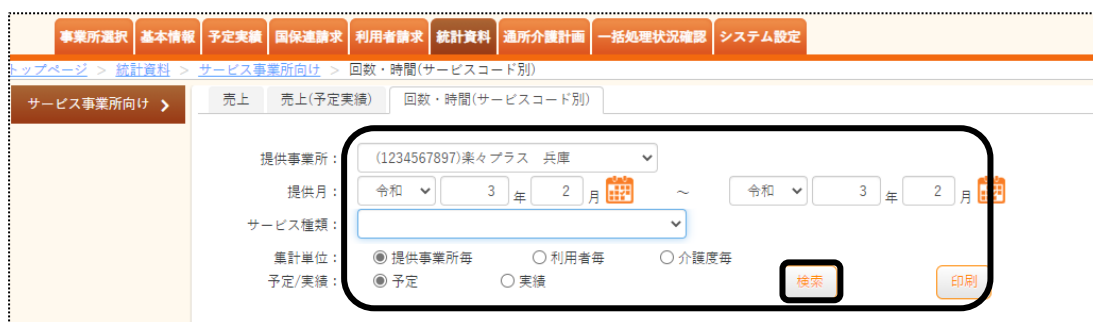 事業所選択 基本情報 予定実績 国保連請求 利用者請求 統計資料 通所介護計画 一括処理状況確認 システム設定
トップページ > 統計資料 > サービス事業所向け > 回数・時間(サービスコード別)
サービス事業所向け 売上 売上(予定実績) 回数・時間(サービスコード別)
提供事業所： (1234567897)楽々プラス 兵庫
提供月： 令和 3 年 2 月 ～ 令和 3 年 2 月
サービス種類：
集計単位： 提供事業所毎 利用者毎 介護度毎
予定/実績： 予定 実績 検索 印刷